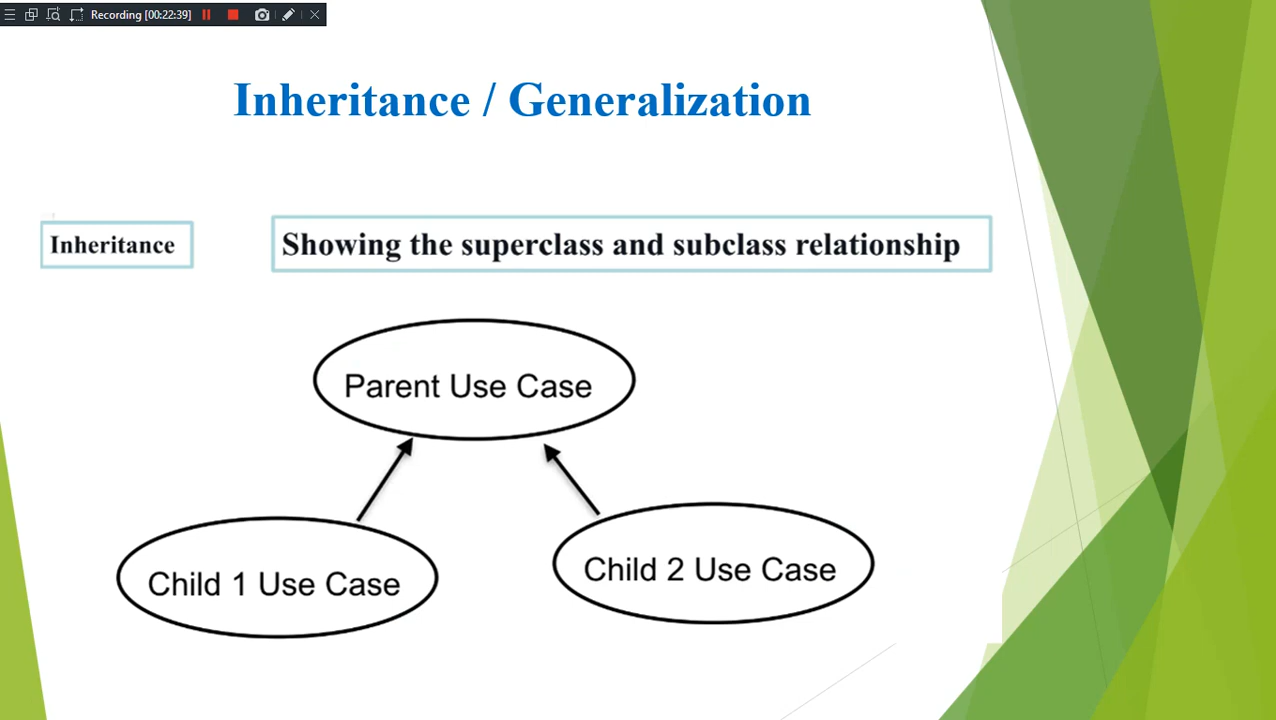 Recording [00:22:39]
Inheritance / Generalization
Inheritance
Showing the superclass and subclass relationship
Parent Use Case
Child 1 Use Case
Child 2 Use Case